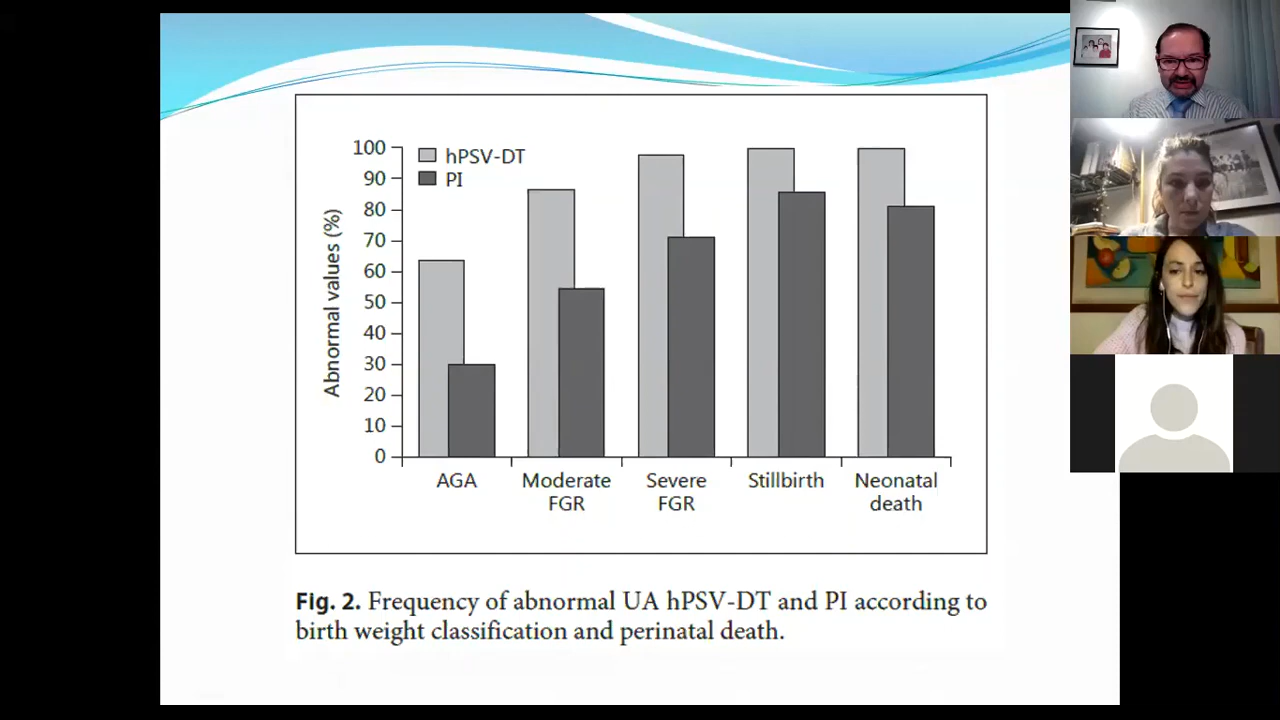 100
90
80
70
60
50
40
30
20
10
0
Abnormal values (%)
hPSV-DT
PI
AGA
Moderate
FGR
Severe
FGR
Stillbirth
Neonatal
death
Fig. 2. Frequency of abnormal UA hPSV-DT and PI according to
birth weight classification and perinatal death.